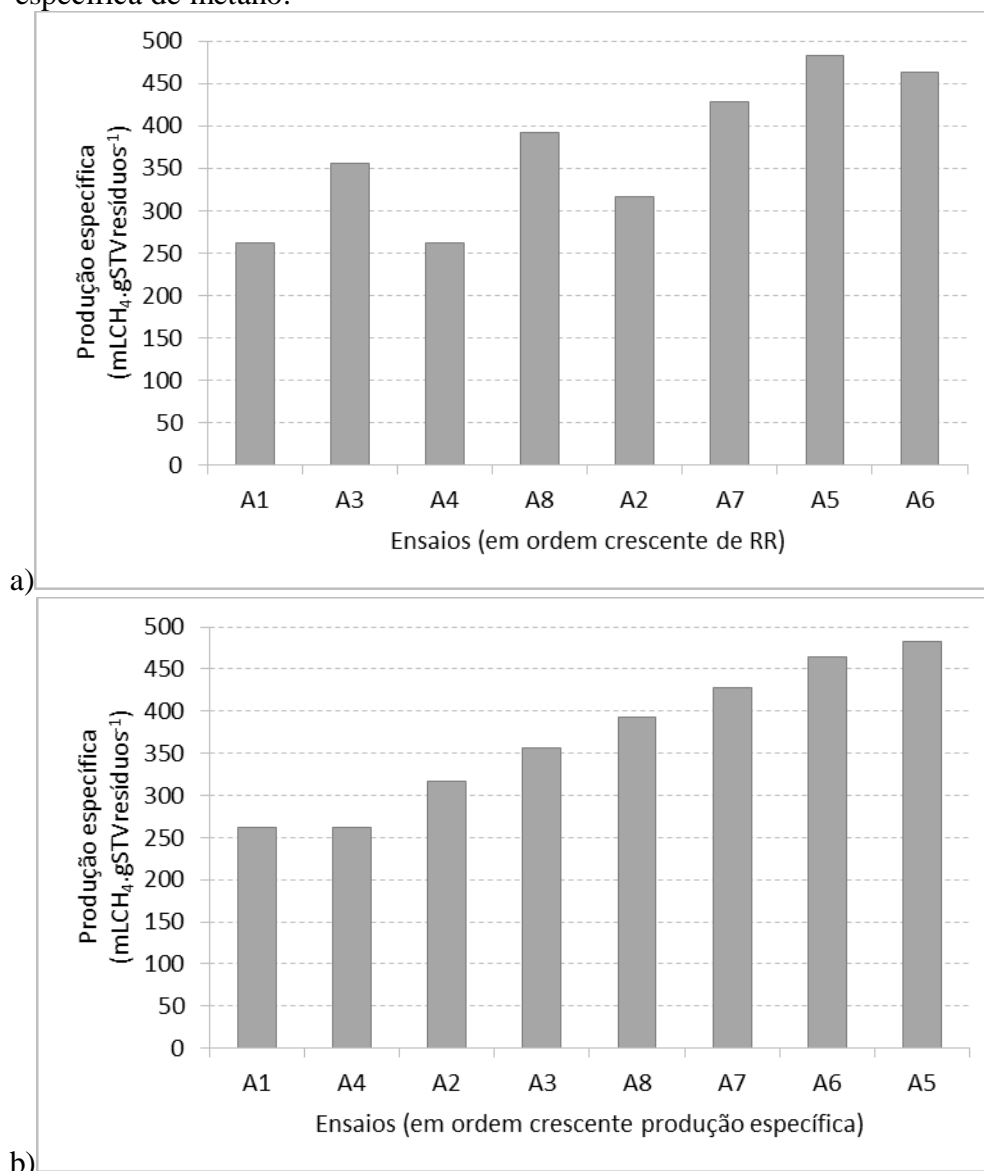 específica de metano.
500
450
400
350
300
250
200
150
100
50
0
Produção específica
(mLCH₄.gSTVresíduos⁻¹)
A1 A3 A4 A8 A2 A7 A5 A6
Ensaios (em ordem crescente de RR)
a)
500
450
400
350
300
250
200
150
100
50
0
Produção específica
(mLCH₄.gSTVresíduos⁻¹)
A1 A4 A2 A3 A8 A7 A6 A5
Ensaios (em ordem crescente produção específica)
b)